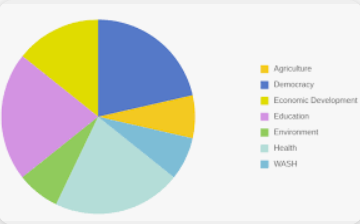 Agriculture
Democracy
Economic Development
Education
Environment
Health
WASH